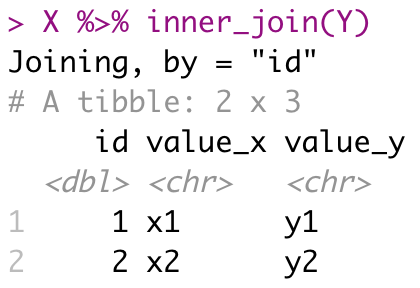 > X %>% inner_join(Y)
Joining, by = "id"
# A tibble: 2 x 3
id value_x value_y
<dbl> <chr> <chr>
1 1 x1 y1
2 2 x2 y2